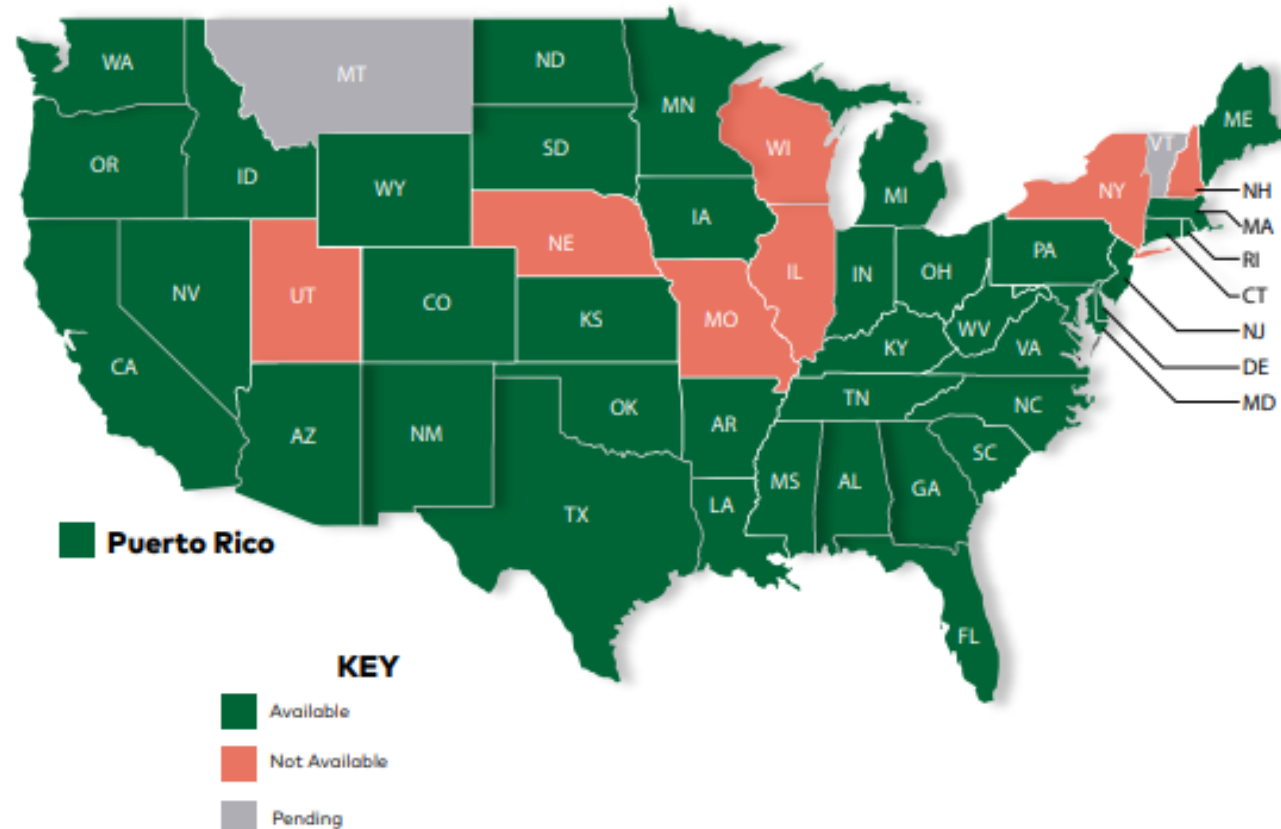 WA
MT
ND
MN
OR
ID
SD
WI
WY
MI
IA
NE
NY
VT
ME
NH
MA
RI
CT
NJ
DE
MD
NV
UT
CO
KS
MO
IL
IN
OH
PA
WV
VA
KY
CA
AZ
NM
OK
AR
TN
NC
SC
TX
LA
MS
AL
GA
FL
Puerto Rico
KEY
Available
Not Available
Pending